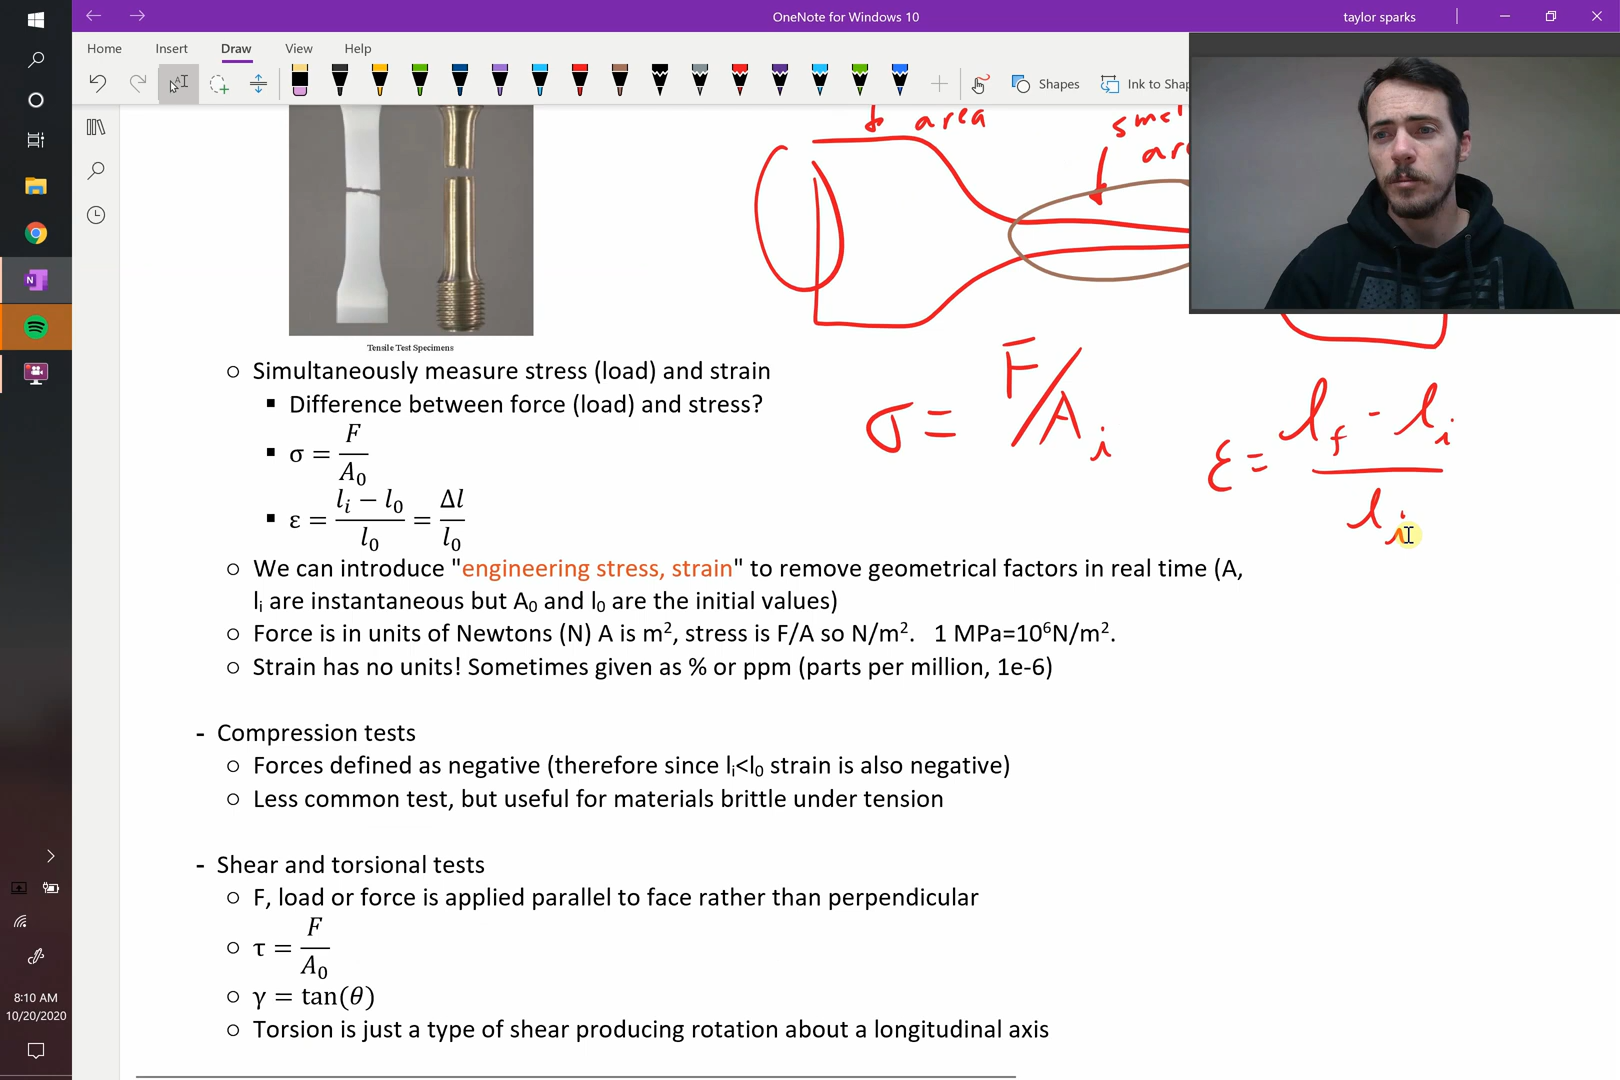 OneNote for Windows 10
taylor sparks
Home Insert Draw View Help
Shapes
Ink to Shap
to area
smal
are
Tensile Test Specimens
○ Simultaneously measure stress (load) and strain
▪ Difference between force (load) and stress?
▪ σ = F/A₀
▪ ε = (lᵢ − l₀)/l₀ = Δl/l₀
σ = F/Aᵢ
ε = (l_f - lᵢ)/lᵢ
○ We can introduce "engineering stress, strain" to remove geometrical factors in real time (A,
lᵢ are instantaneous but A₀ and l₀ are the initial values)
○ Force is in units of Newtons (N) A is m², stress is F/A so N/m². 1 MPa=10⁶N/m².
○ Strain has no units! Sometimes given as % or ppm (parts per million, 1e-6)
- Compression tests
○ Forces defined as negative (therefore since lᵢ<l₀ strain is also negative)
○ Less common test, but useful for materials brittle under tension
- Shear and torsional tests
○ F, load or force is applied parallel to face rather than perpendicular
○ τ = F/A₀
○ γ = tan(θ)
○ Torsion is just a type of shear producing rotation about a longitudinal axis
8:10 AM
10/20/2020